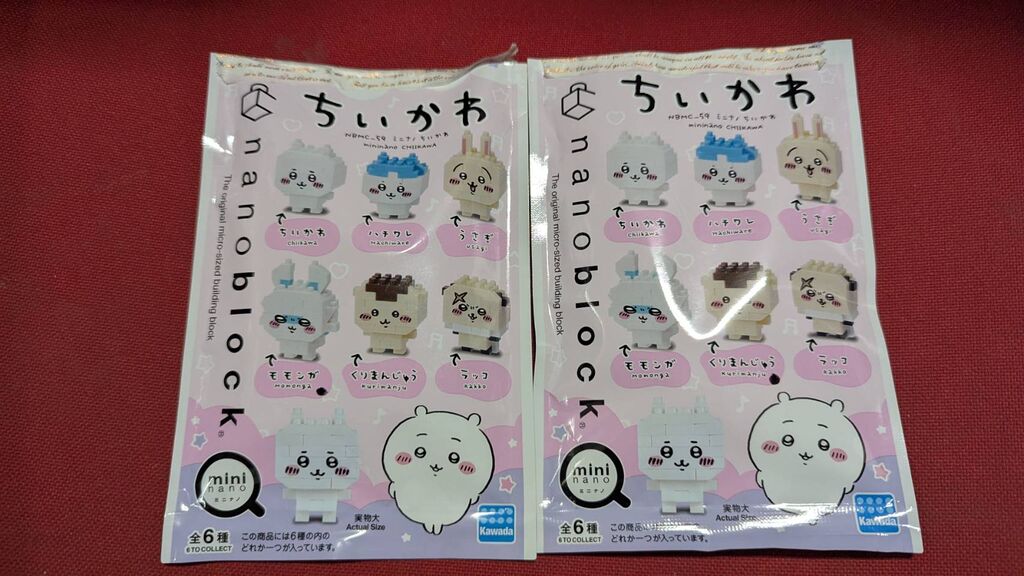 ちいかわ
NBMC_59 ミニナノ ちいかわ
mininano CHIIKAWA
nanoblock®
The original micro-sized building block
ちいかわ
chiikawa
ハチワレ
Hachiware
うさぎ
usagi
モモンガ
momonga
くりまんじゅう
kurimanju
ラッコ
Rakko
mini
nano
ミニナノ
実物大
Actual Size
全6種
6 TO COLLECT
この商品には6種の内の
どれか一つが入っています。
Kawada
ちいかわ
NBMC_59 ミニナノ ちいかわ
mininano CHIIKAWA
nanoblock®
The original micro-sized building block
ちいかわ
chiikawa
ハチワレ
Hachiware
うさぎ
usagi
モモンガ
momonga
くりまんじゅう
kurimanju
ラッコ
Rakko
mini
nano
ミニナノ
実物大
Actual Size
全6種
6 TO COLLECT
この商品には
どれか一つが入っています。
Kawada